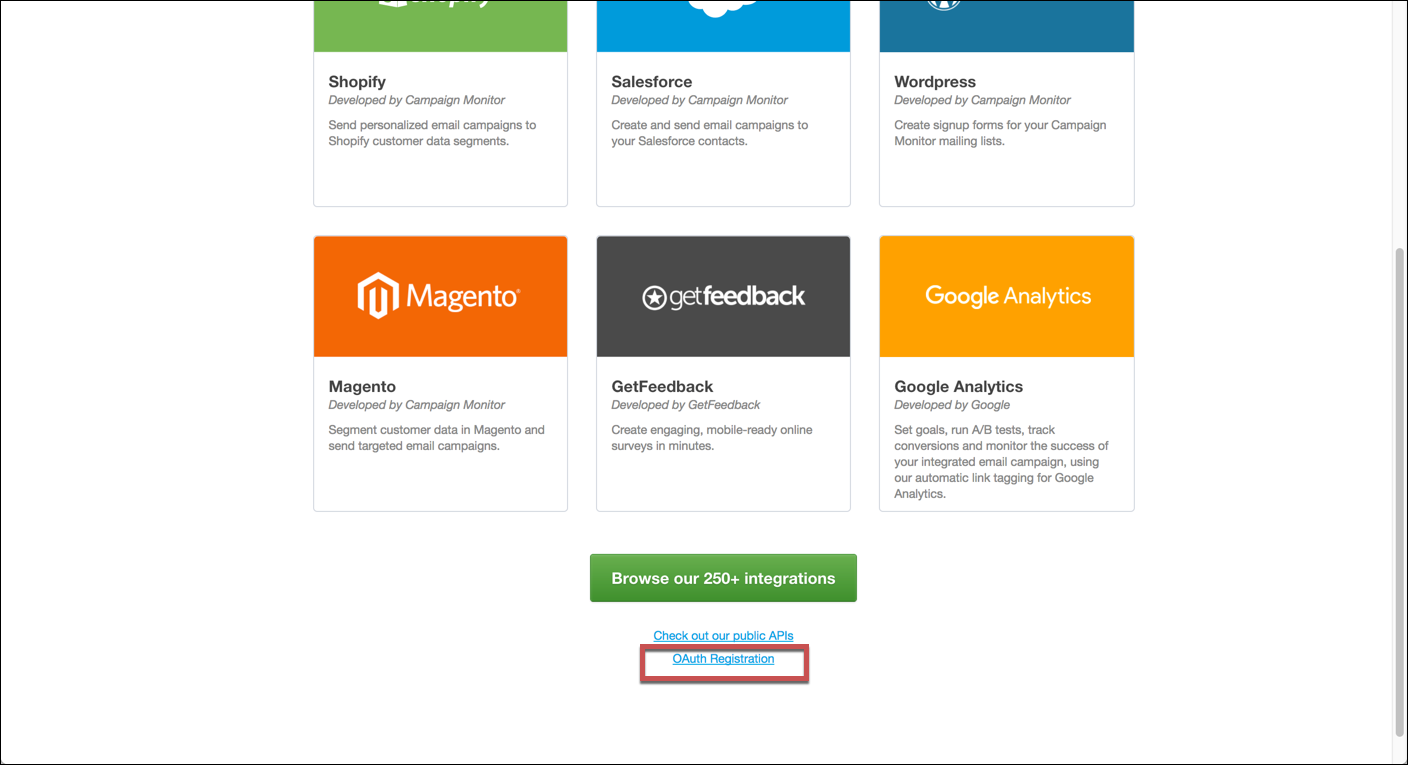 shopify
Shopify
Developed by Campaign Monitor
Send personalized email campaigns to
Shopify customer data segments.
Salesforce
Developed by Campaign Monitor
Create and send email campaigns to
your Salesforce contacts.
Wordpress
Developed by Campaign Monitor
Create signup forms for your Campaign
Monitor mailing lists.
Magento®
Magento
Developed by Campaign Monitor
Segment customer data in Magento and
send targeted email campaigns.
getfeedback
GetFeedback
Developed by GetFeedback
Create engaging, mobile-ready online
surveys in minutes.
Google Analytics
Google Analytics
Developed by Google
Set goals, run A/B tests, track
conversions and monitor the success of
your integrated email campaign, using
our automatic link tagging for Google
Analytics.
Browse our 250+ integrations
Check out our public APIs
OAuth Registration